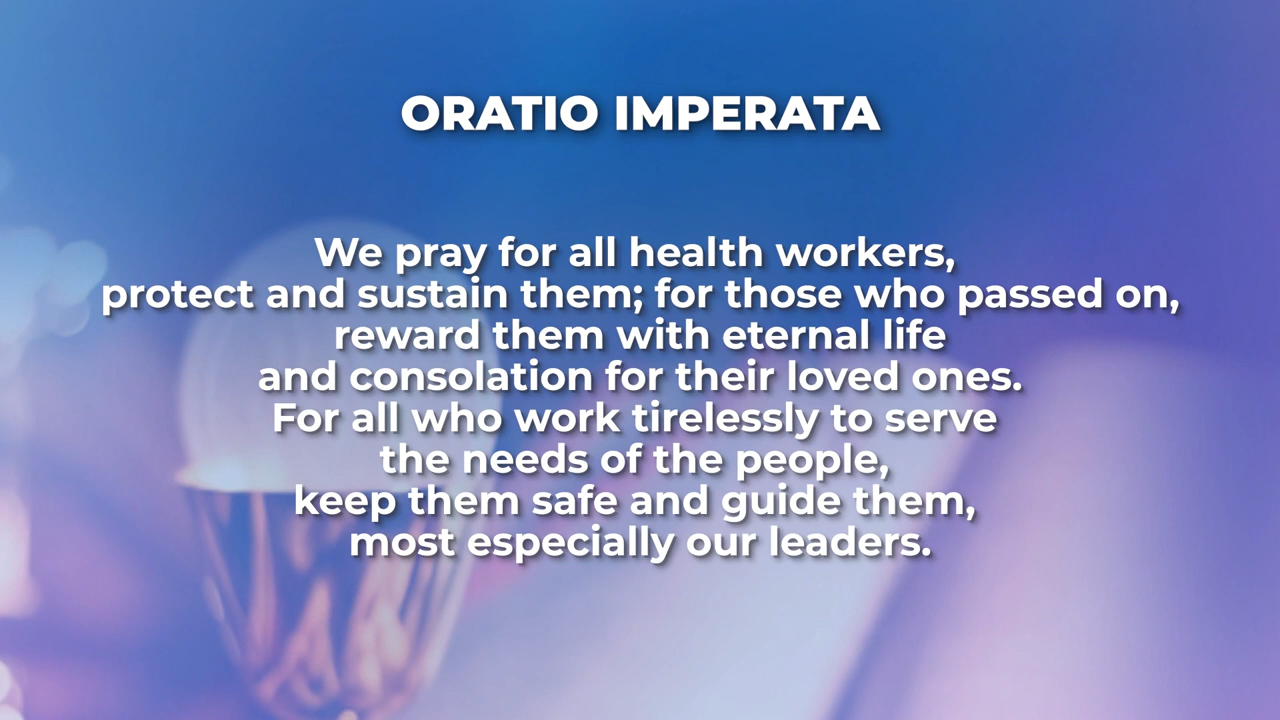 ORATIO IMPERATA
We pray for all health workers,
protect and sustain them; for those who passed on,
reward them with eternal life
and consolation for their loved ones.
For all who work tirelessly to serve
the needs of the people,
keep them safe and guide them,
most especially our leaders.